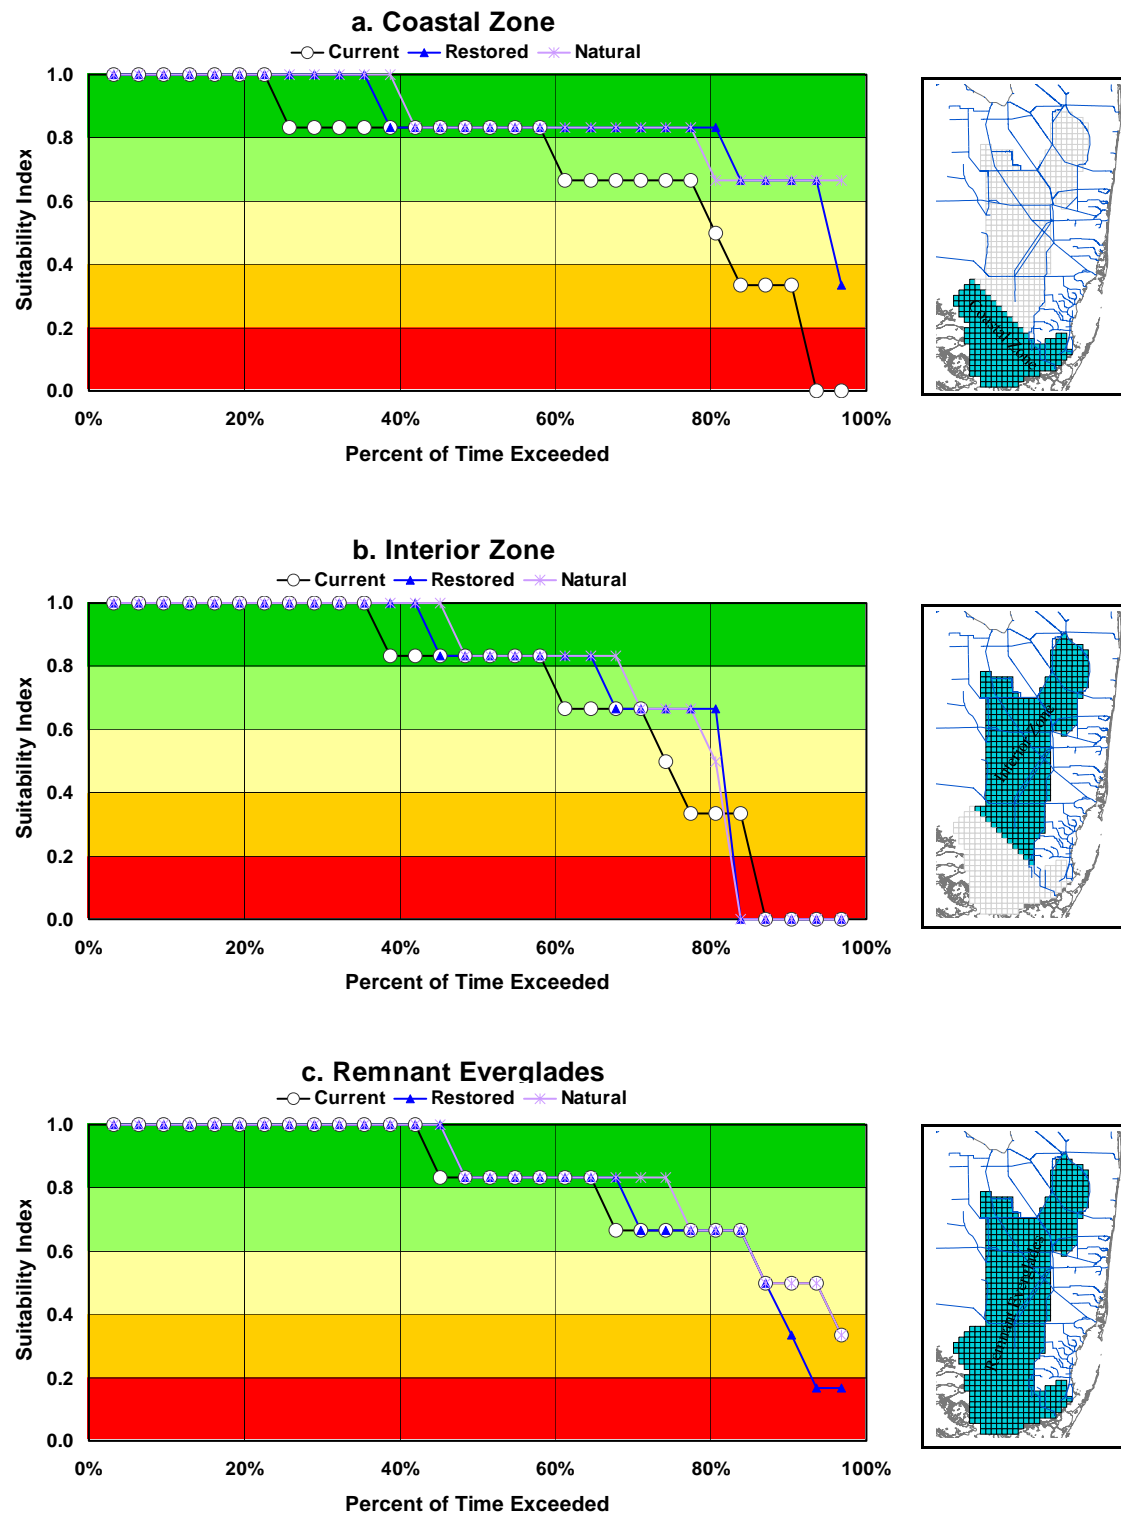 a. Coastal Zone
Current Restored Natural
1.0
0.8
0.6
0.4
0.2
0.0
Suitability Index
0% 20% 40% 60% 80% 100%
Percent of Time Exceeded
Coastal Zone
b. Interior Zone
Current Restored Natural
1.0
0.8
0.6
0.4
0.2
0.0
Suitability Index
0% 20% 40% 60% 80% 100%
Percent of Time Exceeded
Interior Zone
c. Remnant Everglades
Current Restored Natural
1.0
0.8
0.6
0.4
0.2
0.0
Suitability Index
0% 20% 40% 60% 80% 100%
Percent of Time Exceeded
Remnant Everglades